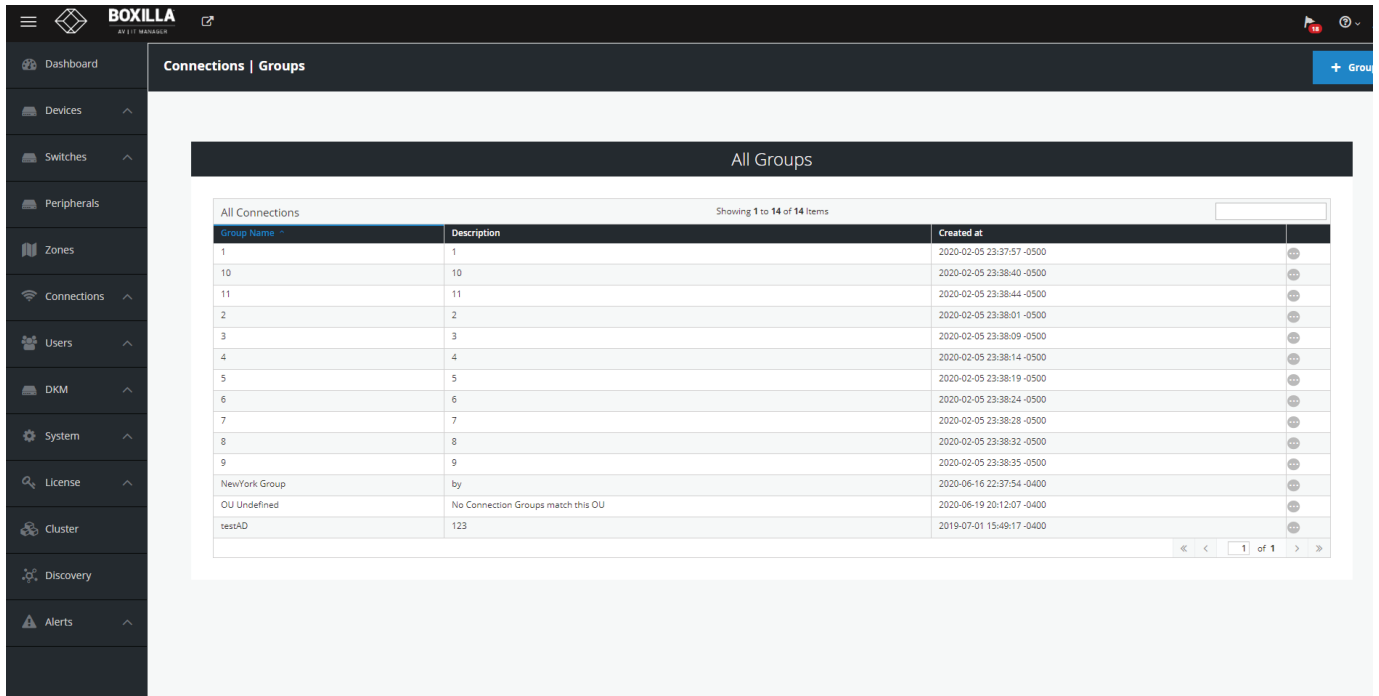 BOXILLA
AV | IT MANAGER
18
Dashboard
Connections | Groups
+ Group
Devices
Switches
All Groups
Peripherals
All Connections Showing 1 to 14 of 14 Items
Group Name Description Created at
Zones
1 1 2020-02-05 23:37:57 -0500
10 10 2020-02-05 23:38:40 -0500
11 11 2020-02-05 23:38:44 -0500
Connections
2 2 2020-02-05 23:38:01 -0500
3 3 2020-02-05 23:38:09 -0500
Users
4 4 2020-02-05 23:38:14 -0500
5 5 2020-02-05 23:38:19 -0500
DKM
6 6 2020-02-05 23:38:24 -0500
7 7 2020-02-05 23:38:28 -0500
System
8 8 2020-02-05 23:38:32 -0500
9 9 2020-02-05 23:38:35 -0500
License
NewYork Group by 2020-06-16 22:37:54 -0400
OU Undefined No Connection Groups match this OU 2020-06-19 20:12:07 -0400
Cluster
testAD 123 2019-07-01 15:49:17 -0400
« < 1 of 1 > »
Discovery
Alerts